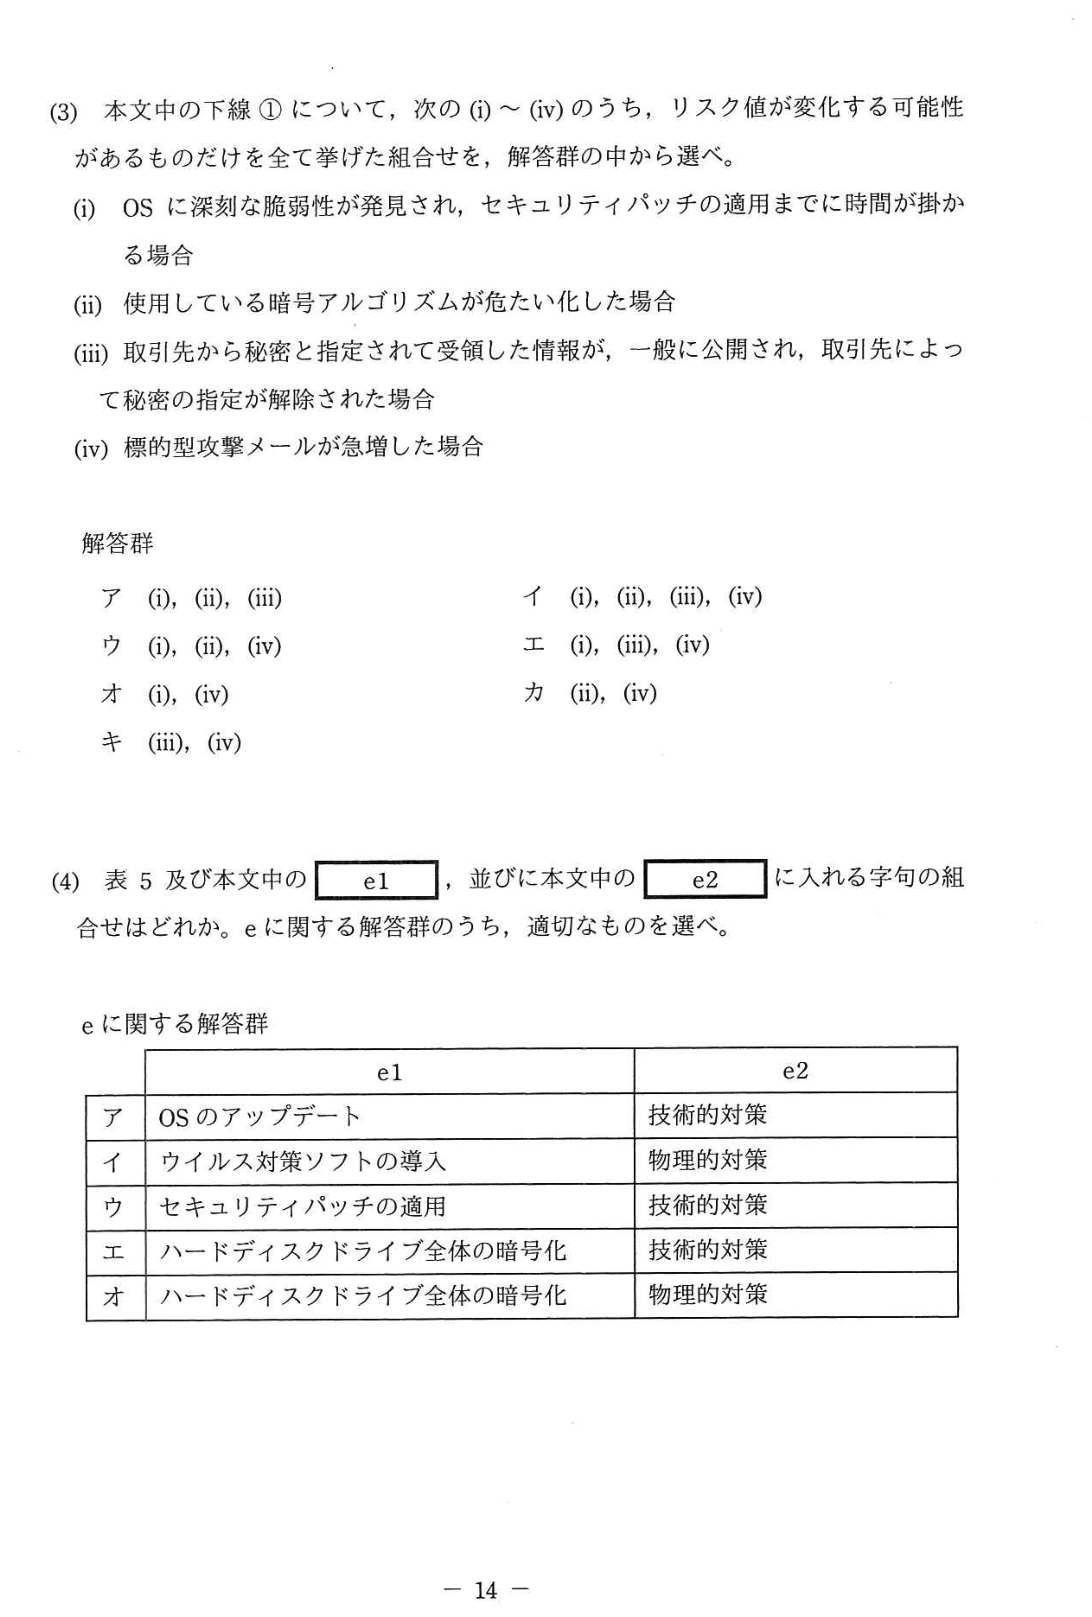 (3) 本文中の下線 ① について，次の (i) ～ (iv) のうち，リスク値が変化する可能性
があるものだけを全て挙げた組合せを，解答群の中から選べ。
(i) OS に深刻な脆弱性が発見され，セキュリティパッチの適用までに時間が掛か
る場合
(ii) 使用している暗号アルゴリズムが危たい化した場合
(iii) 取引先から秘密と指定されて受領した情報が，一般に公開され，取引先によっ
て秘密の指定が解除された場合
(iv) 標的型攻撃メールが急増した場合
解答群
ア (i)，(ii)，(iii) イ (i)，(ii)，(iii)，(iv)
ウ (i)，(ii)，(iv) エ (i)，(iii)，(iv)
オ (i)，(iv) カ (ii)，(iv)
キ (iii)，(iv)
(4) 表 5 及び本文中の e1 ，並びに本文中の e2 に入れる字句の組
合せはどれか。e に関する解答群のうち，適切なものを選べ。
e に関する解答群
e1 e2
ア OS のアップデート 技術的対策
イ ウイルス対策ソフトの導入 物理的対策
ウ セキュリティパッチの適用 技術的対策
エ ハードディスクドライブ全体の暗号化 技術的対策
オ ハードディスクドライブ全体の暗号化 物理的対策
－ 14 －